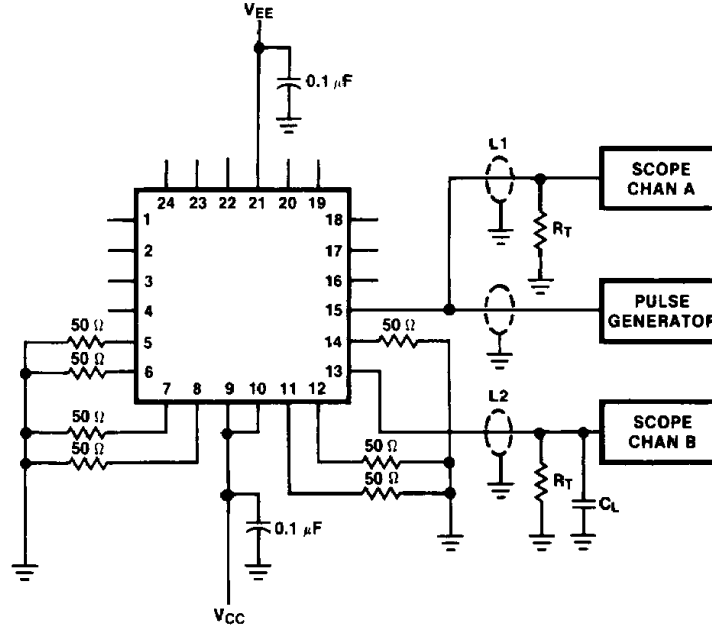 VEE
0.1 μF
L1
SCOPE
CHAN A
RT
24 23 22 21 20 19
1
2
3
4
5
6
18
17
16
15
14
13
PULSE
GENERATOR
50 Ω
50 Ω
50 Ω
7 8 9 10 11 12
L2
SCOPE
CHAN B
50 Ω
50 Ω
50 Ω
50 Ω
RT
CL
0.1 μF
VCC